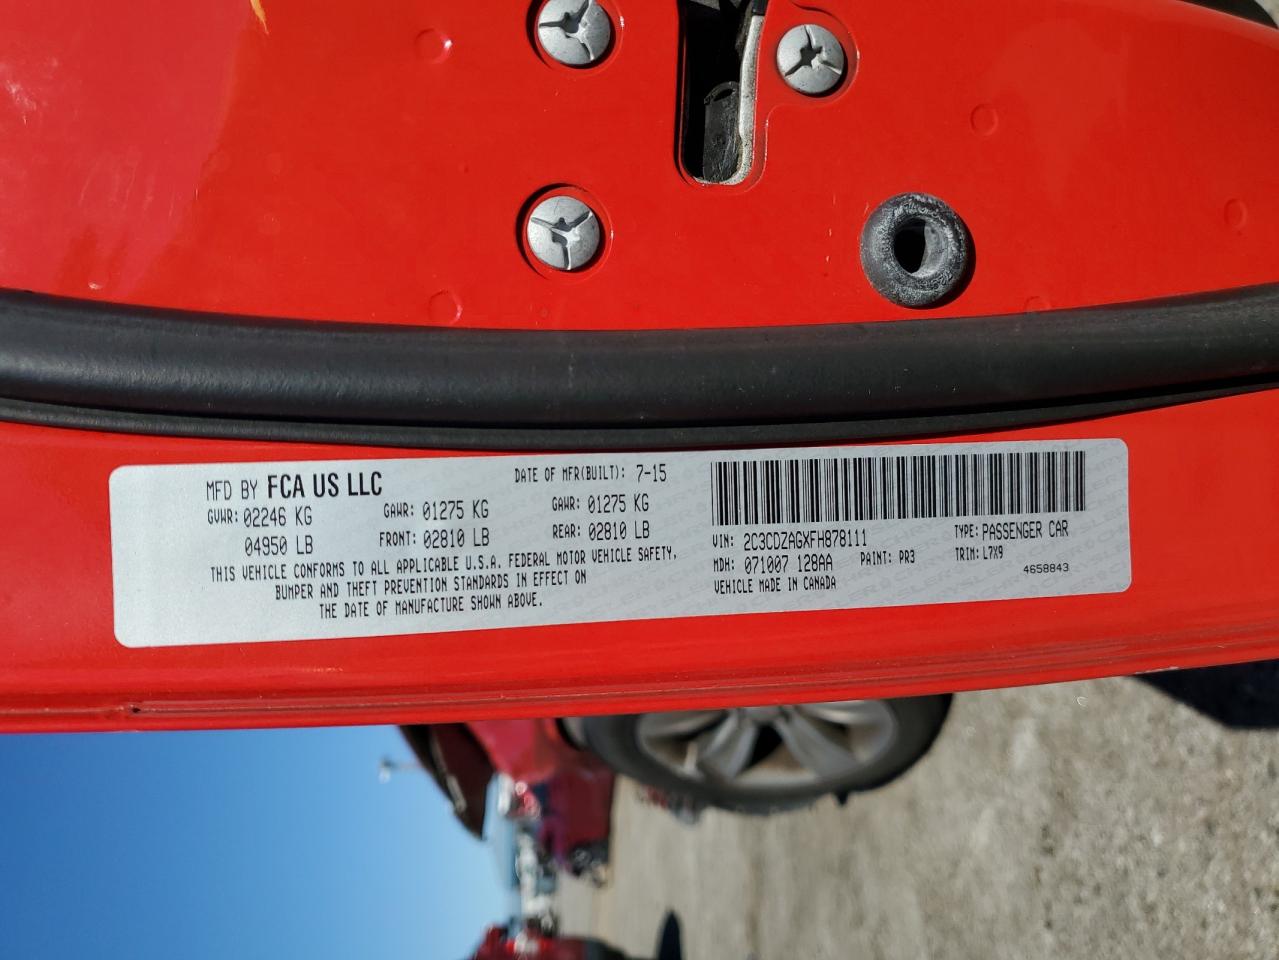 MFD BY FCA US LLC
DATE OF MFR(BUILT): 7-15
GVWR: 02246 KG
04950 LB
GAWR: 01275 KG
FRONT: 02810 LB
GAWR: 01275 KG
REAR: 02810 LB
THIS VEHICLE CONFORMS TO ALL APPLICABLE U.S.A. FEDERAL MOTOR VEHICLE SAFETY,
BUMPER AND THEFT PREVENTION STANDARDS IN EFFECT ON
THE DATE OF MANUFACTURE SHOWN ABOVE.
VIN: 2C3CDZAGXFH878111
TYPE: PASSENGER CAR
MDH: 071007 128AA
PAINT: PR3
TRIM: L7X9
VEHICLE MADE IN CANADA
4658843